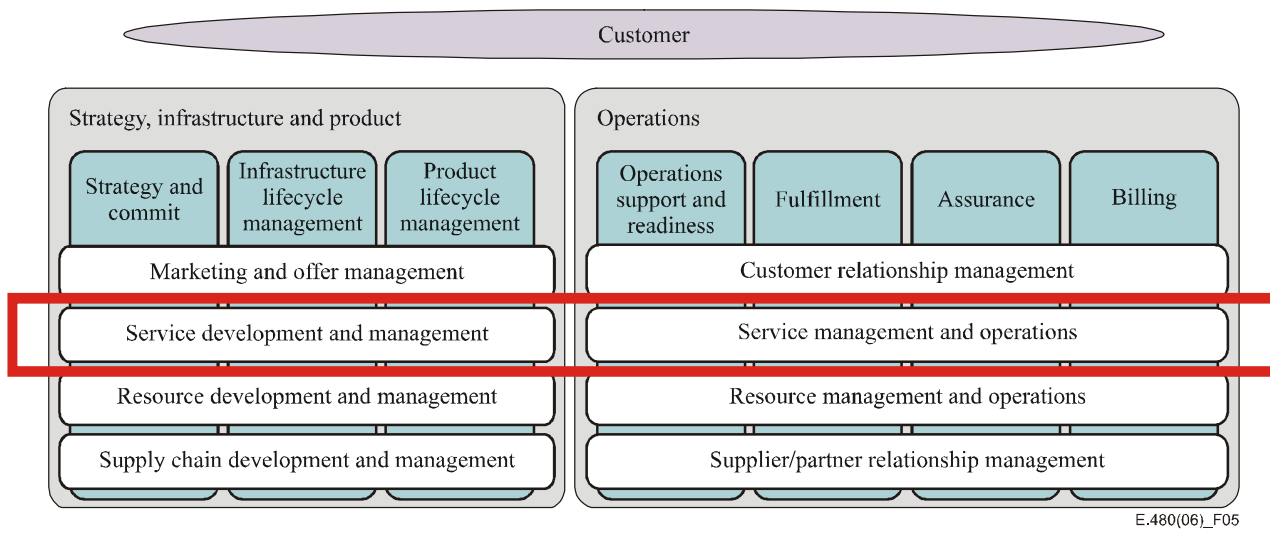 Customer
Strategy, infrastructure and product
Operations
Strategy and
commit
Infrastructure
lifecycle
management
Product
lifecycle
management
Operations
support and
readiness
Fulfillment
Assurance
Billing
Marketing and offer management
Customer relationship management
Service development and management
Service management and operations
Resource development and management
Resource management and operations
Supply chain development and management
Supplier/partner relationship management
E.480(06)_F05